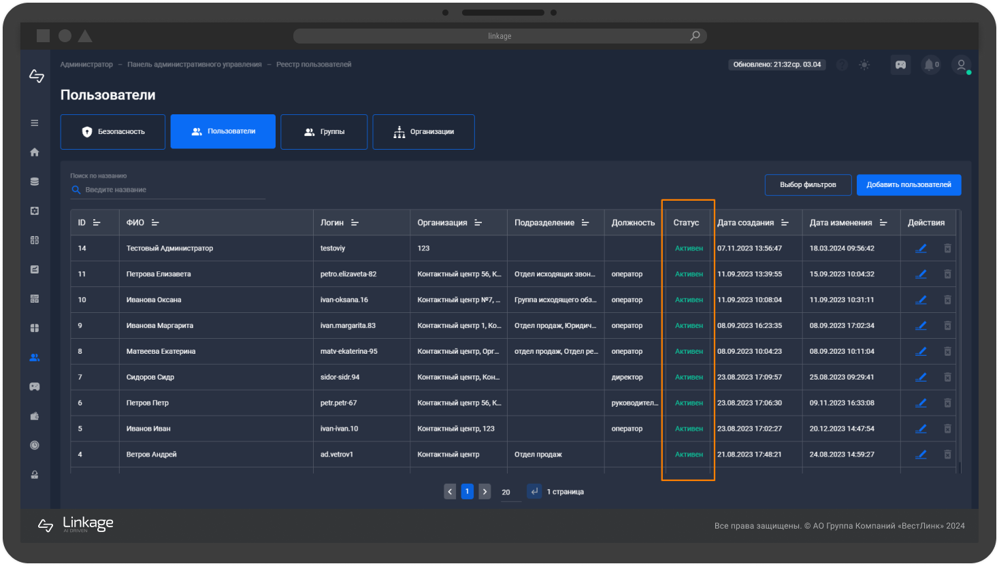 linkage
Администратор – Панель административного управления – Реестр пользователей
Обновлено: 21:32 ср. 03.04
0
Пользователи
Безопасность
Пользователи
Группы
Организации
Поиск по названию
Введите название
Выбор фильтров
Добавить пользователей
ID ФИО Логин Организация Подразделение Должность Статус Дата создания Дата изменения Действия
14 Тестовый Администратор testoviy 123 Активен 07.11.2023 13:56:47 18.03.2024 09:56:42
11 Петрова Елизавета petro.elizaveta-82 Контактный центр 56, К... Отдел исходящих звон... оператор Активен 11.09.2023 13:39:55 15.09.2023 10:04:32
10 Иванова Оксана ivan-oksana.16 Контактный центр №7, ... Группа исходящего обз... оператор Активен 11.09.2023 10:08:04 11.09.2023 10:31:11
9 Иванова Маргарита ivan.margarita.83 Контактный центр 1, Ко... Отдел продаж, Юридич... оператор Активен 08.09.2023 16:23:35 08.09.2023 17:02:34
8 Матвеева Екатерина matv-ekaterina-95 Контактный центр, Орг... отдел продаж, Отдел ре... оператор Активен 08.09.2023 10:04:23 08.09.2023 10:11:04
7 Сидоров Сидр sidor-sidr.94 Контактный центр, Кон... директор Активен 23.08.2023 17:09:57 25.08.2023 09:29:41
6 Петров Петр petr.petr-67 Контактный центр 56, К... руководител... Активен 23.08.2023 17:06:30 09.11.2023 16:33:08
5 Иванов Иван ivan-ivan.10 Контактный центр, 123 оператор Активен 23.08.2023 17:02:27 20.12.2023 14:47:54
4 Ветров Андрей ad.vetrov1 Контактный центр Отдел продаж Активен 21.08.2023 17:48:21 24.08.2023 14:59:27
1 20 1 страница
Linkage
AI DRIVEN
Все права защищены. © АО Группа Компаний «ВестЛинк» 2024